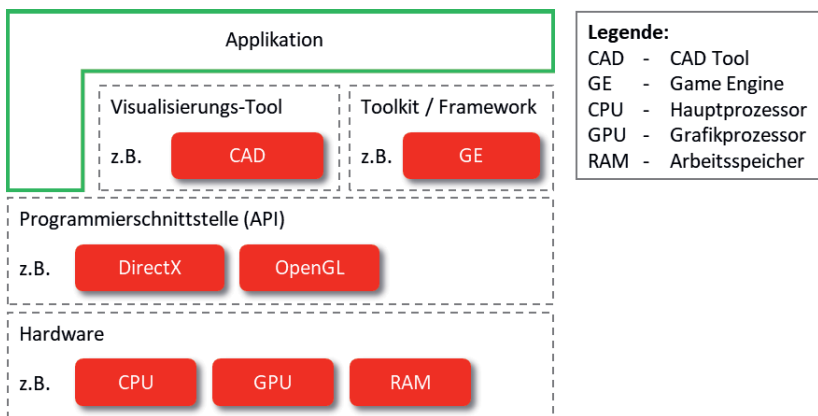 Applikation
Visualisierungs-Tool
z.B. CAD
Toolkit / Framework
z.B. GE
Programmierschnittstelle (API)
z.B. DirectX OpenGL
Hardware
z.B. CPU GPU RAM
Legende:
CAD - CAD Tool
GE - Game Engine
CPU - Hauptprozessor
GPU - Grafikprozessor
RAM - Arbeitsspeicher